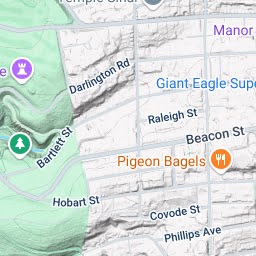 Temple Sinai
Manor
e
Darlington Rd
Giant Eagle Supe
Raleigh St
Bartlett St
Beacon St
Pigeon Bagels
Hobart St
Covode St
Phillips Ave